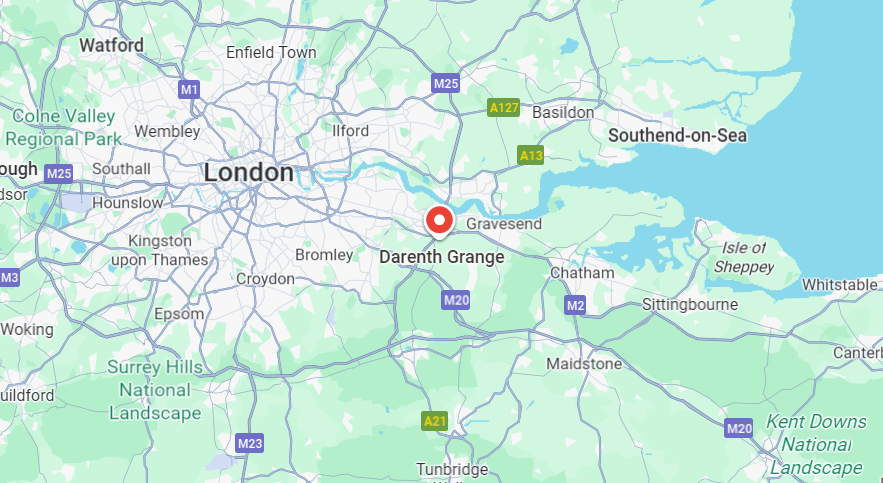 Watford
Enfield Town
M1
M25
A127
Colne Valley
Regional Park
Basildon
Wembley
Ilford
Southend-on-Sea
A13
ough
M25
Southall
London
dsor
Hounslow
Gravesend
Kingston
upon Thames
Bromley
Darenth Grange
Isle of
Sheppey
M3
Croydon
Chatham
Whitstable
M20
M2
Sittingbourne
Epsom
Woking
Canterb
Surrey Hills
National
Landscape
Maidstone
uildford
A21
M20
Kent Downs
National
Landscape
M23
Tunbridge